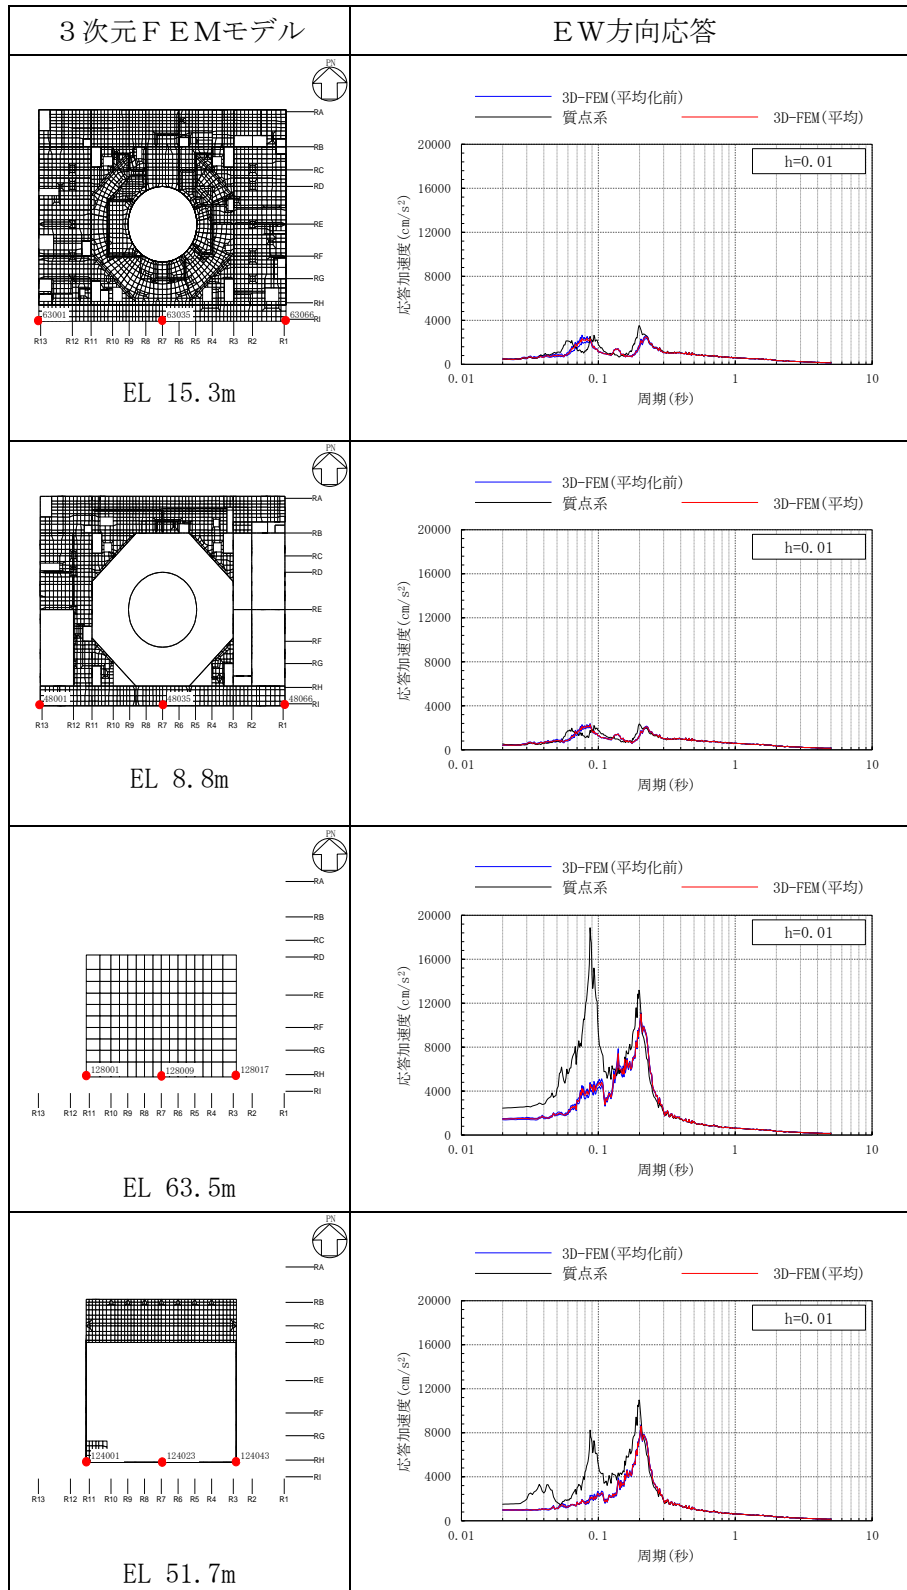 ３次元ＦＥＭモデル
ＥＷ方向応答
PN
RA
RB
RC
RD
RE
RF
RG
RH
RI
63001
63035
63066
R13 R12 R11 R10 R9 R8 R7 R6 R5 R4 R3 R2 R1
EL 15.3m
3D-FEM(平均化前)
質点系
3D-FEM(平均)
h=0.01
応答加速度(cm/s²)
20000
16000
12000
8000
4000
0
0.01 0.1 1 10
周期(秒)
PN
RA
RB
RC
RD
RE
RF
RG
RH
RI
48001
48035
48066
R13 R12 R11 R10 R9 R8 R7 R6 R5 R4 R3 R2 R1
EL 8.8m
3D-FEM(平均化前)
質点系
3D-FEM(平均)
h=0.01
応答加速度(cm/s²)
20000
16000
12000
8000
4000
0
0.01 0.1 1 10
周期(秒)
PN
RA
RB
RC
RD
RE
RF
RG
RH
RI
128001
128009
128017
R13 R12 R11 R10 R9 R8 R7 R6 R5 R4 R3 R2 R1
EL 63.5m
3D-FEM(平均化前)
質点系
3D-FEM(平均)
h=0.01
応答加速度(cm/s²)
20000
16000
12000
8000
4000
0
0.01 0.1 1 10
周期(秒)
PN
RA
RB
RC
RD
RE
RF
RG
RH
RI
124001
124023
124043
R13 R12 R11 R10 R9 R8 R7 R6 R5 R4 R3 R2 R1
EL 51.7m
3D-FEM(平均化前)
質点系
3D-FEM(平均)
h=0.01
応答加速度(cm/s²)
20000
16000
12000
8000
4000
0
0.01 0.1 1 10
周期(秒)